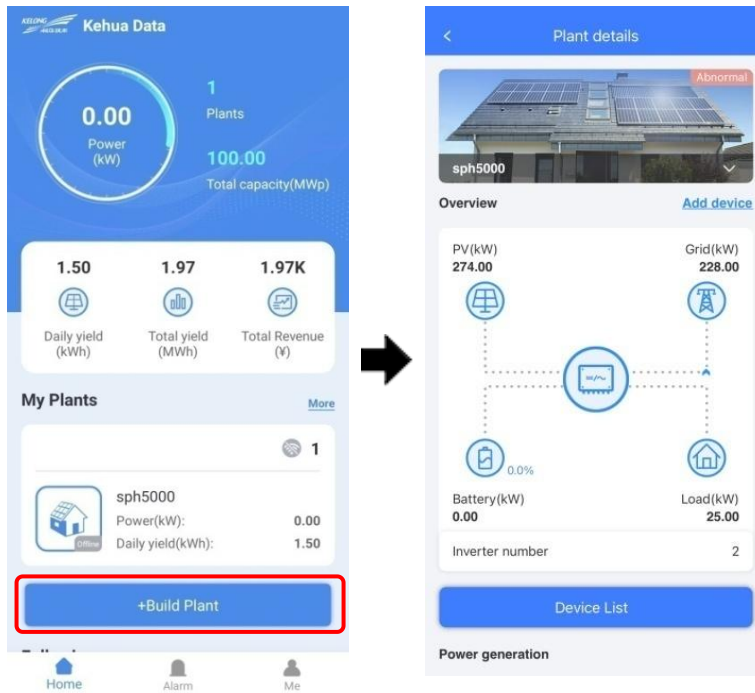 KELONG
Kehua Data
0.00
Power
(kW)
1
Plants
100.00
Total capacity(MWp)
1.50
1.97
1.97K
Daily yield
(kWh)
Total yield
(MWh)
Total Revenue
(¥)
My Plants
More
1
sph5000
Offline
Power(kW):
0.00
Daily yield(kWh):
1.50
+Build Plant
Home
Alarm
Me
Plant details
Abnormal
sph5000
Overview
Add device
PV(kW)
274.00
Grid(kW)
228.00
0.0%
Battery(kW)
0.00
Load(kW)
25.00
Inverter number
2
Device List
Power generation